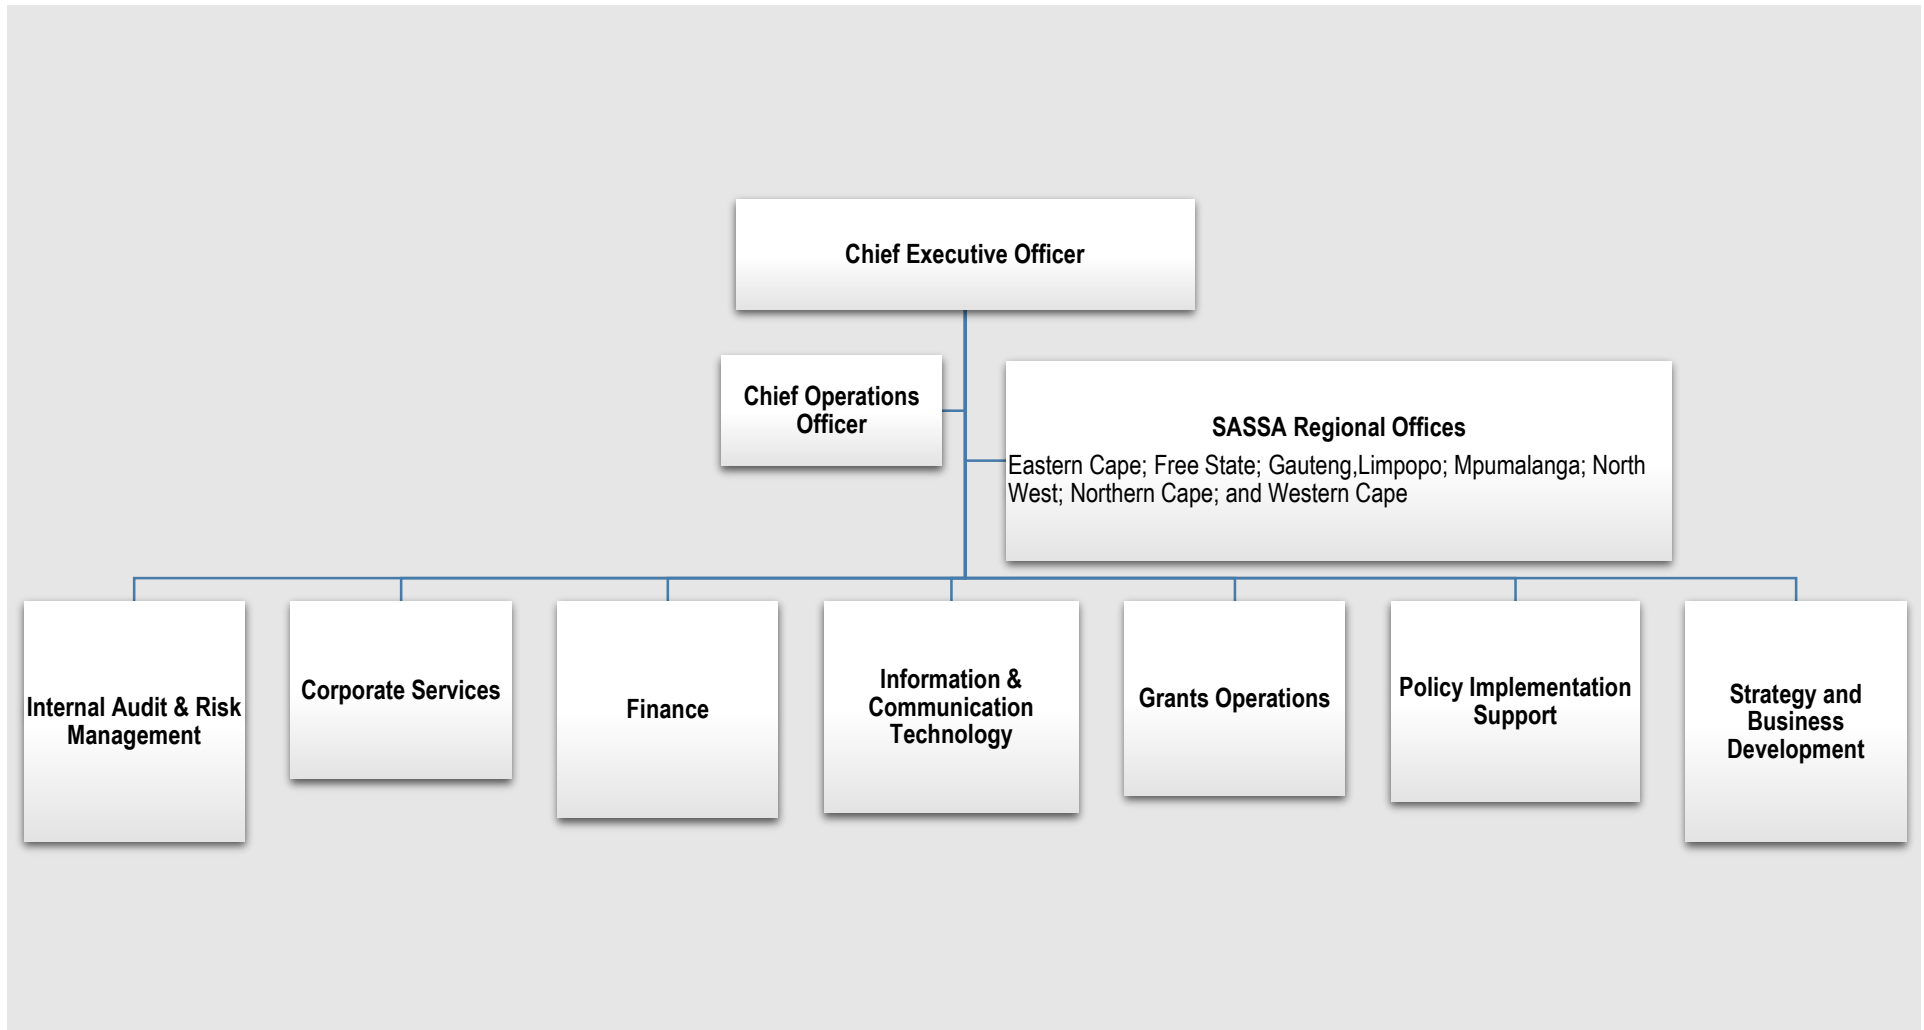 Chief Executive Officer
Chief Operations
Officer
SASSA Regional Offices
Eastern Cape; Free State; Gauteng,Limpopo; Mpumalanga; North
West; Northern Cape; and Western Cape
Internal Audit & Risk
Management
Corporate Services
Finance
Information &
Communication
Technology
Grants Operations
Policy Implementation
Support
Strategy and
Business
Development